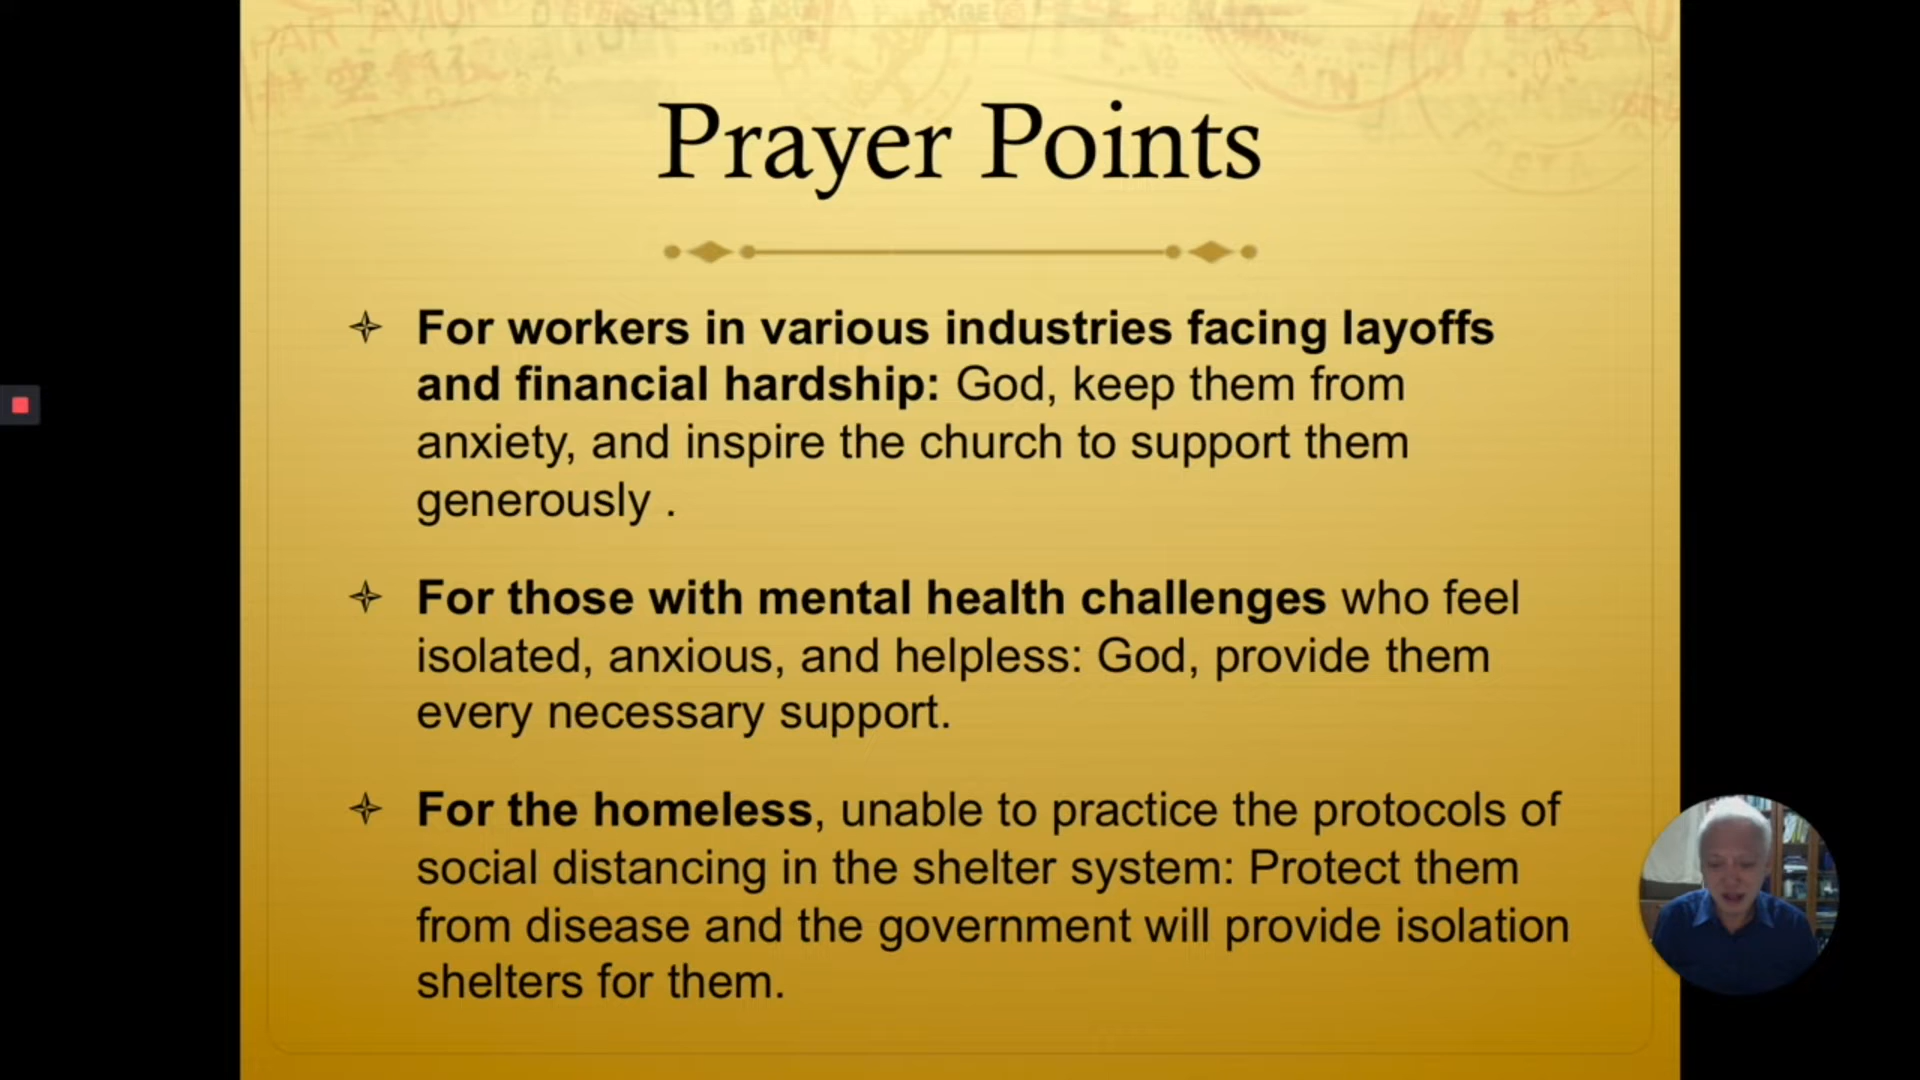 PAR AVION
Prayer Points
For workers in various industries facing layoffs
and financial hardship: God, keep them from
anxiety, and inspire the church to support them
generously .
For those with mental health challenges who feel
isolated, anxious, and helpless: God, provide them
every necessary support.
For the homeless, unable to practice the protocols of
social distancing in the shelter system: Protect them
from disease and the government will provide isolation
shelters for them.